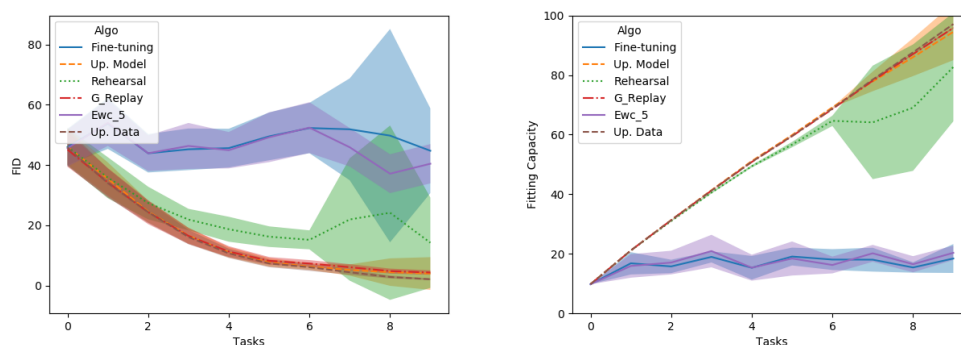 80
60
40
20
0
FID
Algo
Fine-tuning
Up. Model
Rehearsal
G_Replay
Ewc_5
Up. Data
0
2
4
6
8
Tasks
100
80
60
40
20
0
Fitting Capacity
Algo
Fine-tuning
Up. Model
Rehearsal
G_Replay
Ewc_5
Up. Data
0
2
4
6
8
Tasks